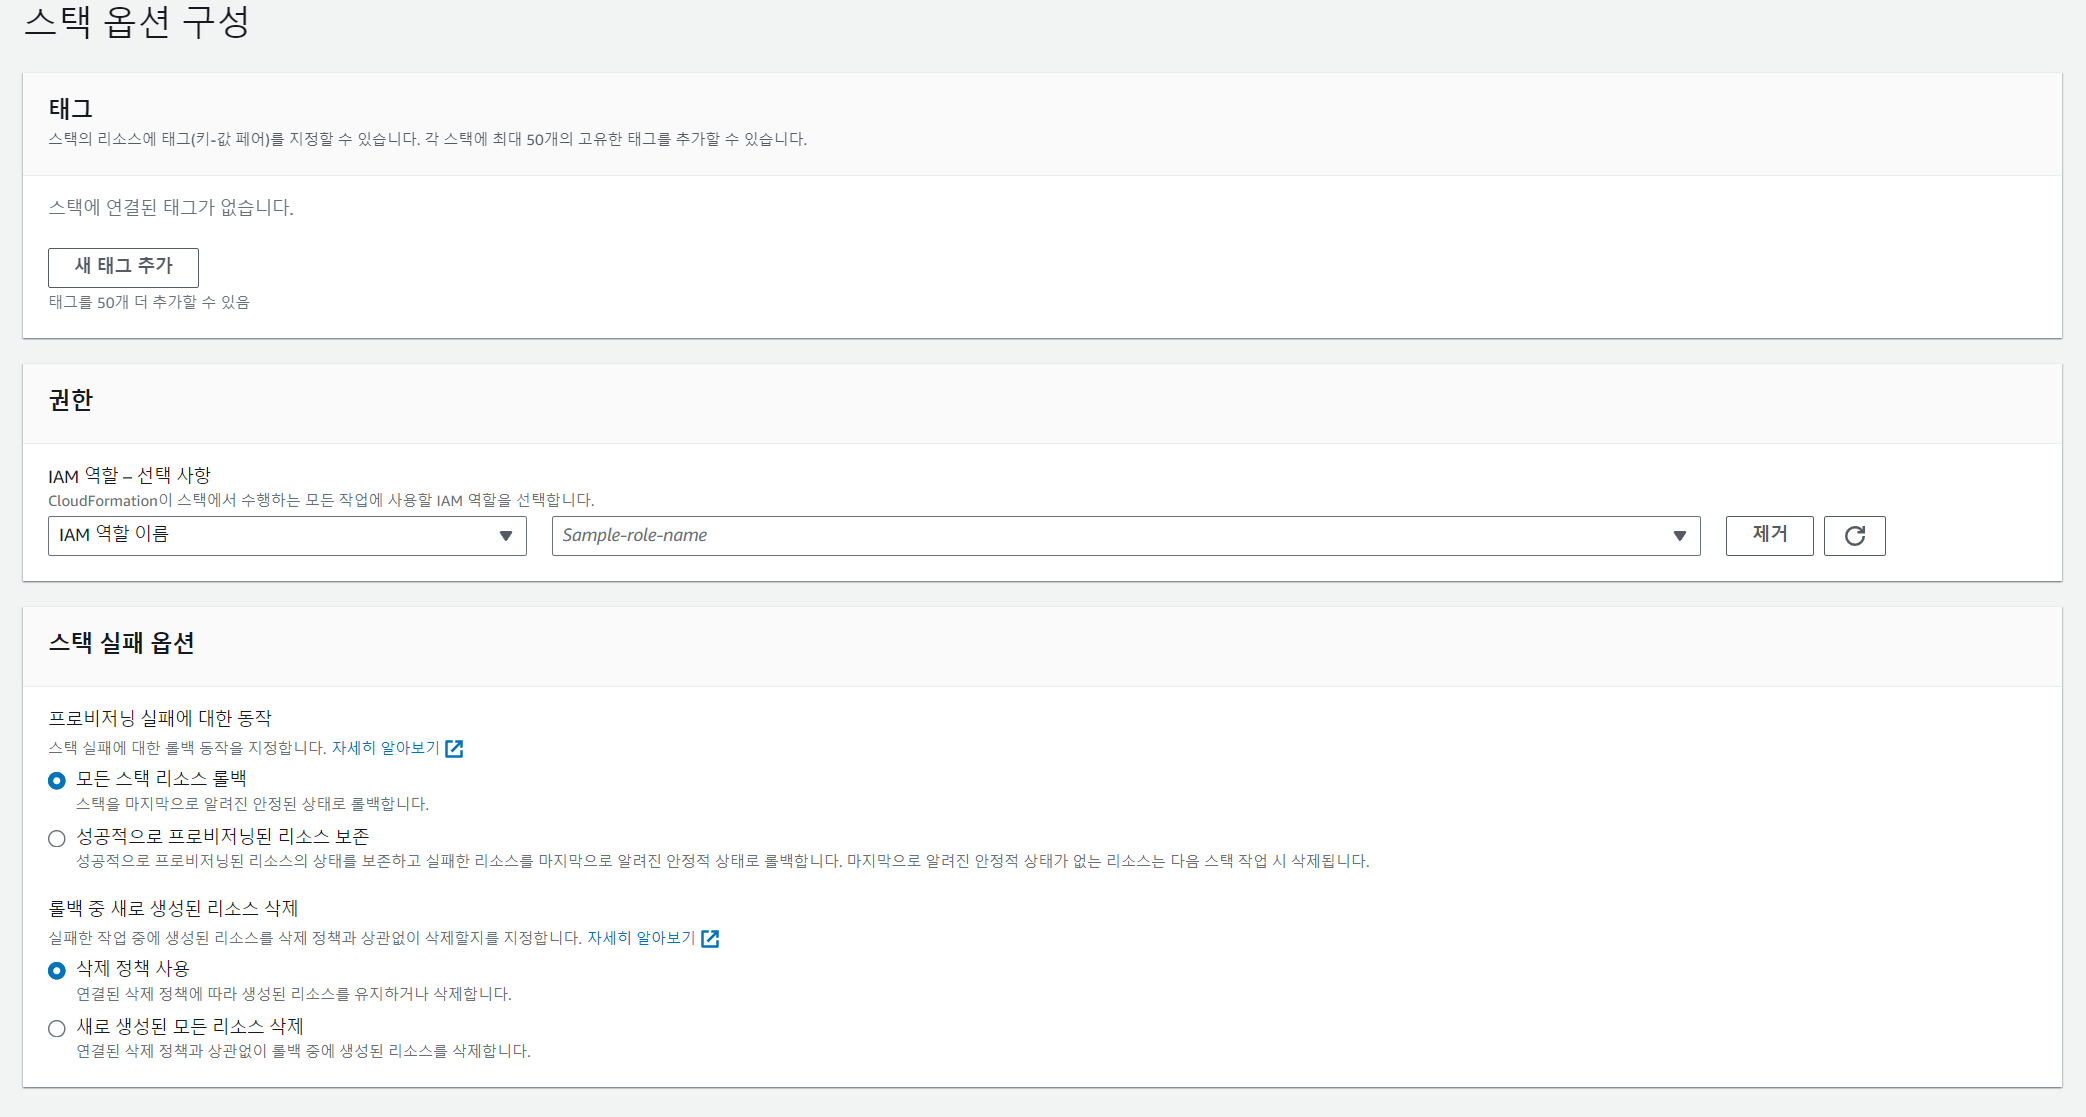 스택 옵션 구성
태그
스택의 리소스에 태그(키-값 페어)를 지정할 수 있습니다. 각 스택에 최대 50개의 고유한 태그를 추가할 수 있습니다.
스택에 연결된 태그가 없습니다.
새 태그 추가
태그를 50개 더 추가할 수 있음
권한
IAM 역할 – 선택 사항
CloudFormation이 스택에서 수행하는 모든 작업에 사용할 IAM 역할을 선택합니다.
IAM 역할 이름
Sample-role-name
제거
스택 실패 옵션
프로비저닝 실패에 대한 동작
스택 실패에 대한 롤백 동작을 지정합니다. 자세히 알아보기
모든 스택 리소스 롤백
스택을 마지막으로 알려진 안정된 상태로 롤백합니다.
성공적으로 프로비저닝된 리소스 보존
성공적으로 프로비저닝된 리소스의 상태를 보존하고 실패한 리소스를 마지막으로 알려진 안정적 상태로 롤백합니다. 마지막으로 알려진 안정적 상태가 없는 리소스는 다음 스택 작업 시 삭제됩니다.
롤백 중 새로 생성된 리소스 삭제
실패한 작업 중에 생성된 리소스를 삭제 정책과 상관없이 삭제할지를 지정합니다. 자세히 알아보기
삭제 정책 사용
연결된 삭제 정책에 따라 생성된 리소스를 유지하거나 삭제합니다.
새로 생성된 모든 리소스 삭제
연결된 삭제 정책과 상관없이 롤백 중에 생성된 리소스를 삭제합니다.